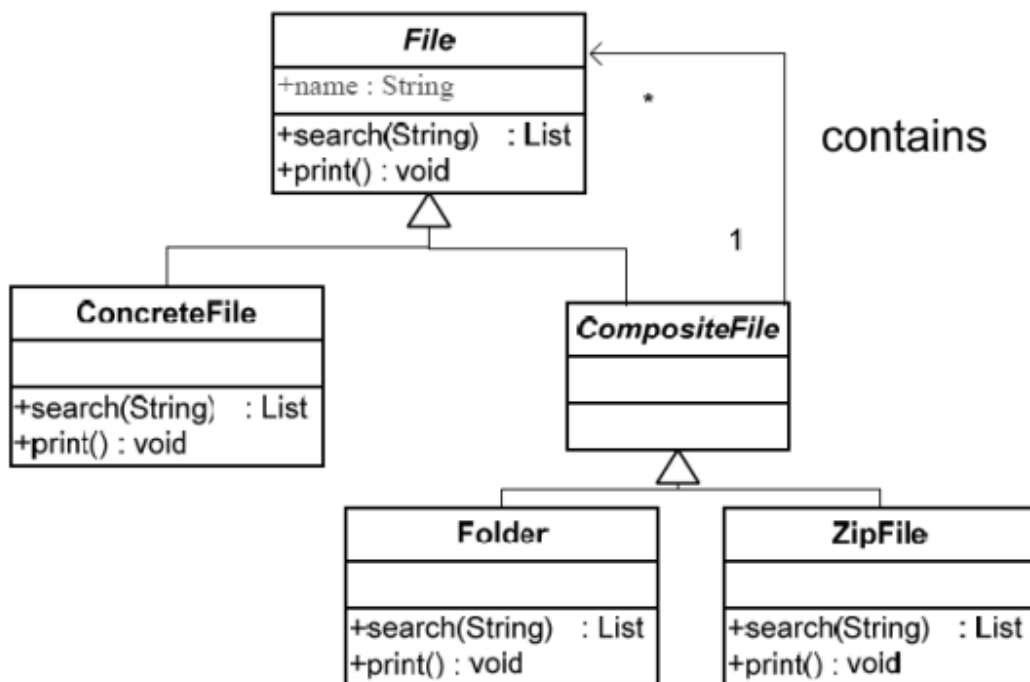 File
+name : String
+search(String) : List
+print() : void
*
contains
1
ConcreteFile
+search(String) : List
+print() : void
CompositeFile
Folder
+search(String) : List
+print() : void
ZipFile
+search(String) : List
+print() : void